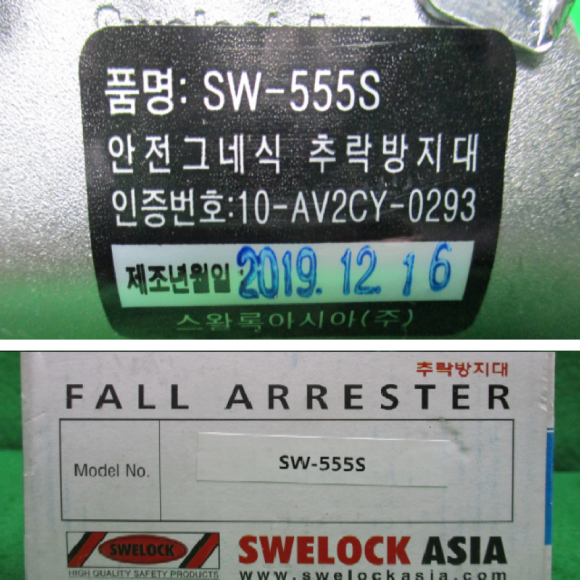 품명: SW-555S
안전그네식 추락방지대
인증번호:10-AV2CY-0293
제조년월일: 2019.12.16
스왈록아시아(주)
추락방지대
FALL ARRESTER
Model No.
SW-555S
SWELOCK
HIGH QUALITY SAFETY PRODUCTS
SWELOCK ASIA
www.swelockasia.com